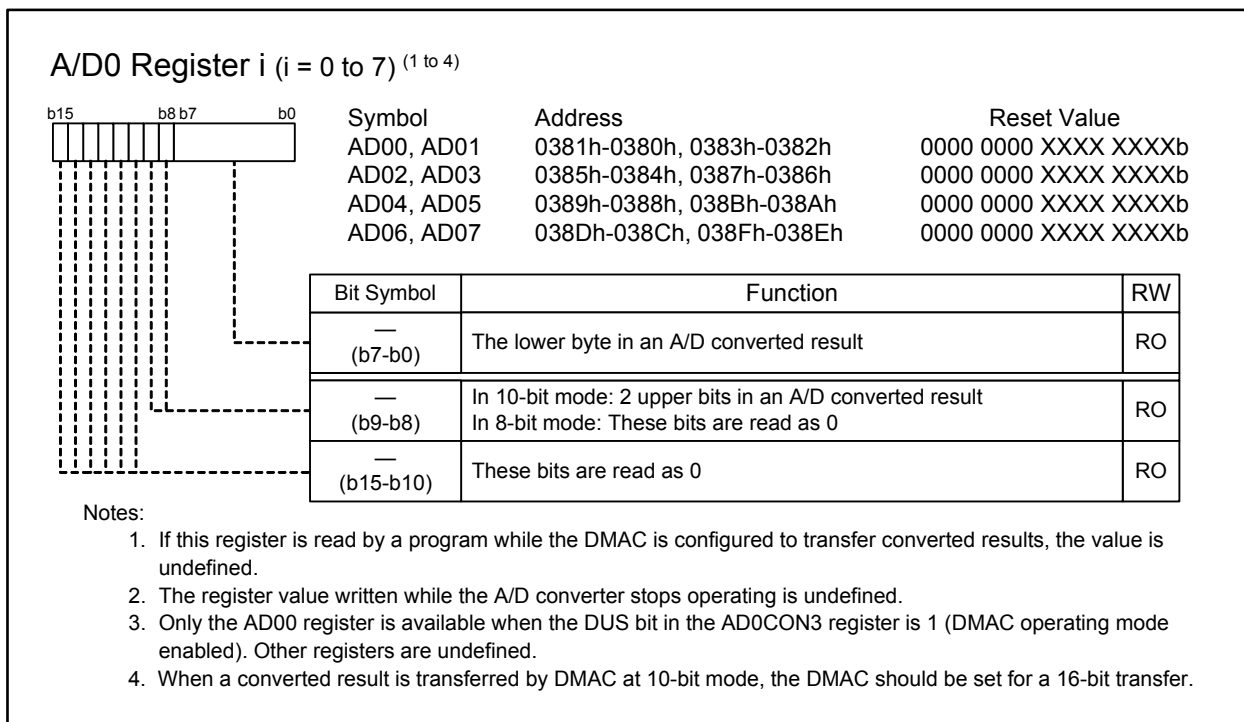 A/D0 Register i (i = 0 to 7) (1 to 4)
b15 b8 b7 b0
Symbol Address Reset Value
AD00, AD01 0381h-0380h, 0383h-0382h 0000 0000 XXXX XXXXb
AD02, AD03 0385h-0384h, 0387h-0386h 0000 0000 XXXX XXXXb
AD04, AD05 0389h-0388h, 038Bh-038Ah 0000 0000 XXXX XXXXb
AD06, AD07 038Dh-038Ch, 038Fh-038Eh 0000 0000 XXXX XXXXb
Bit Symbol Function RW
—
(b7-b0) The lower byte in an A/D converted result RO
—
(b9-b8) In 10-bit mode: 2 upper bits in an A/D converted result
In 8-bit mode: These bits are read as 0 RO
—
(b15-b10) These bits are read as 0 RO
Notes:
1. If this register is read by a program while the DMAC is configured to transfer converted results, the value is
undefined.
2. The register value written while the A/D converter stops operating is undefined.
3. Only the AD00 register is available when the DUS bit in the AD0CON3 register is 1 (DMAC operating mode
enabled). Other registers are undefined.
4. When a converted result is transferred by DMAC at 10-bit mode, the DMAC should be set for a 16-bit transfer.